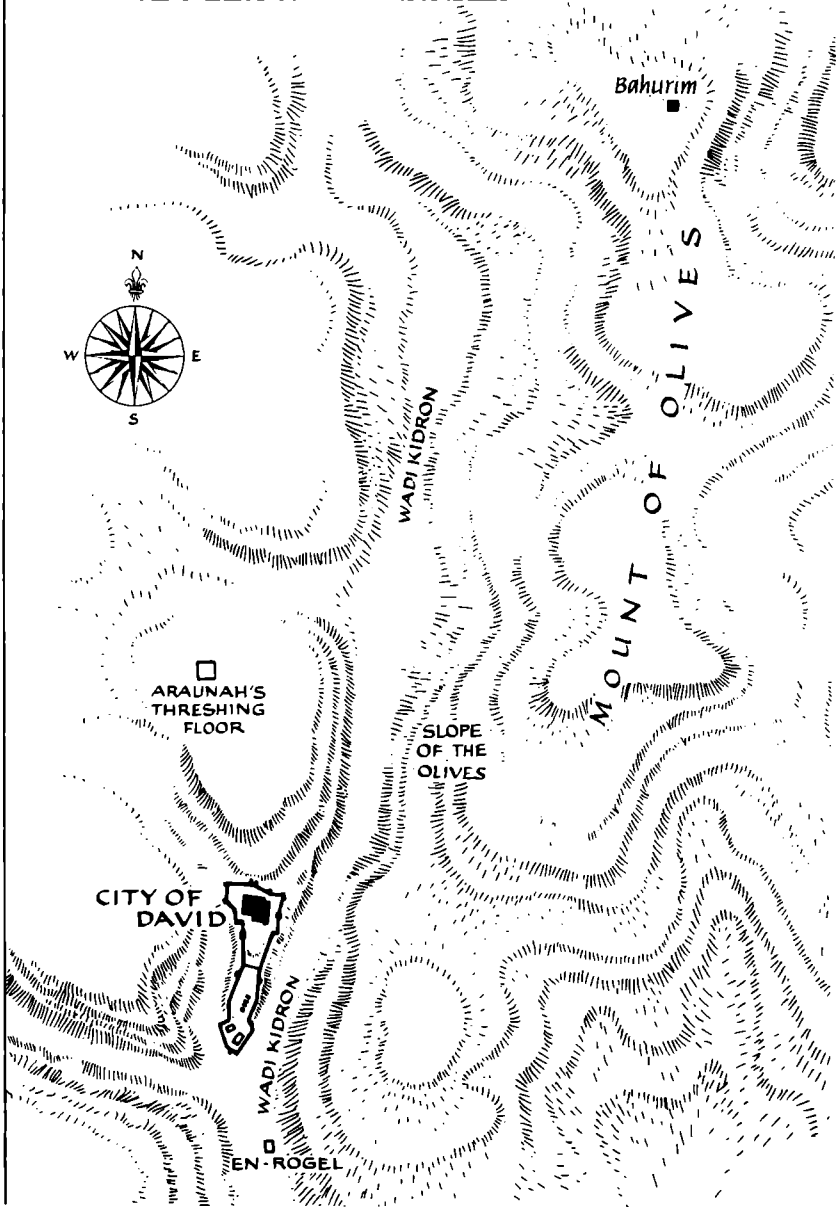 Bahurim
N
W E
S
WADI KIDRON
MOUNT OF OLIVES
ARAUNAH'S
THRESHING
FLOOR
SLOPE
OF THE
OLIVES
CITY OF
DAVID
WADI KIDRON
EN-ROGEL